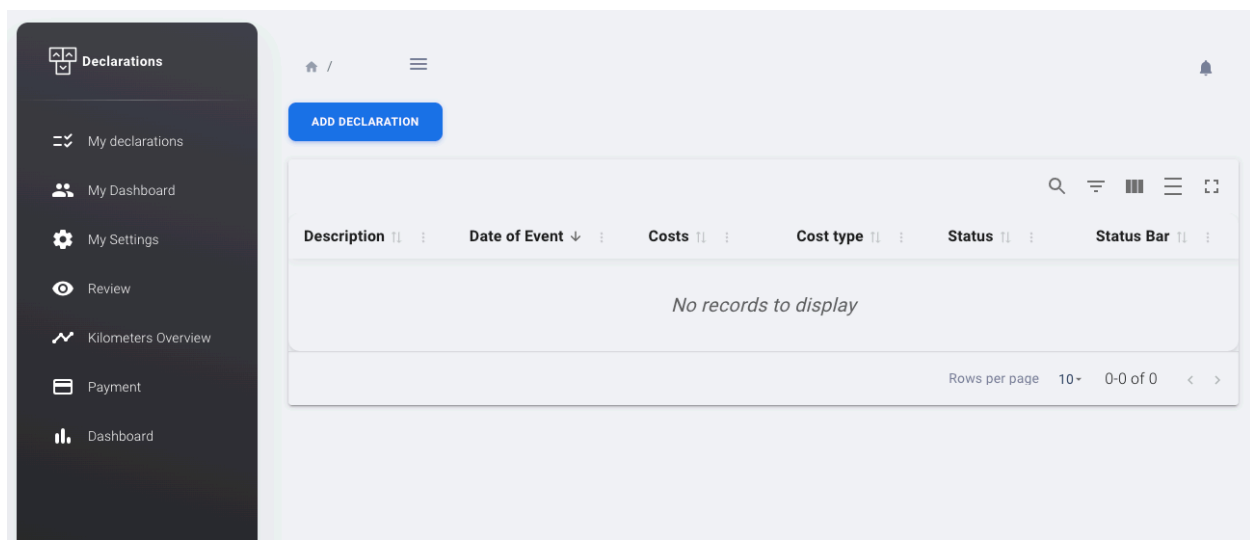 Declarations
/
ADD DECLARATION
My declarations
My Dashboard
My Settings
Review
Kilometers Overview
Payment
Dashboard
Description Date of Event Costs Cost type Status Status Bar
No records to display
Rows per page 10 0-0 of 0